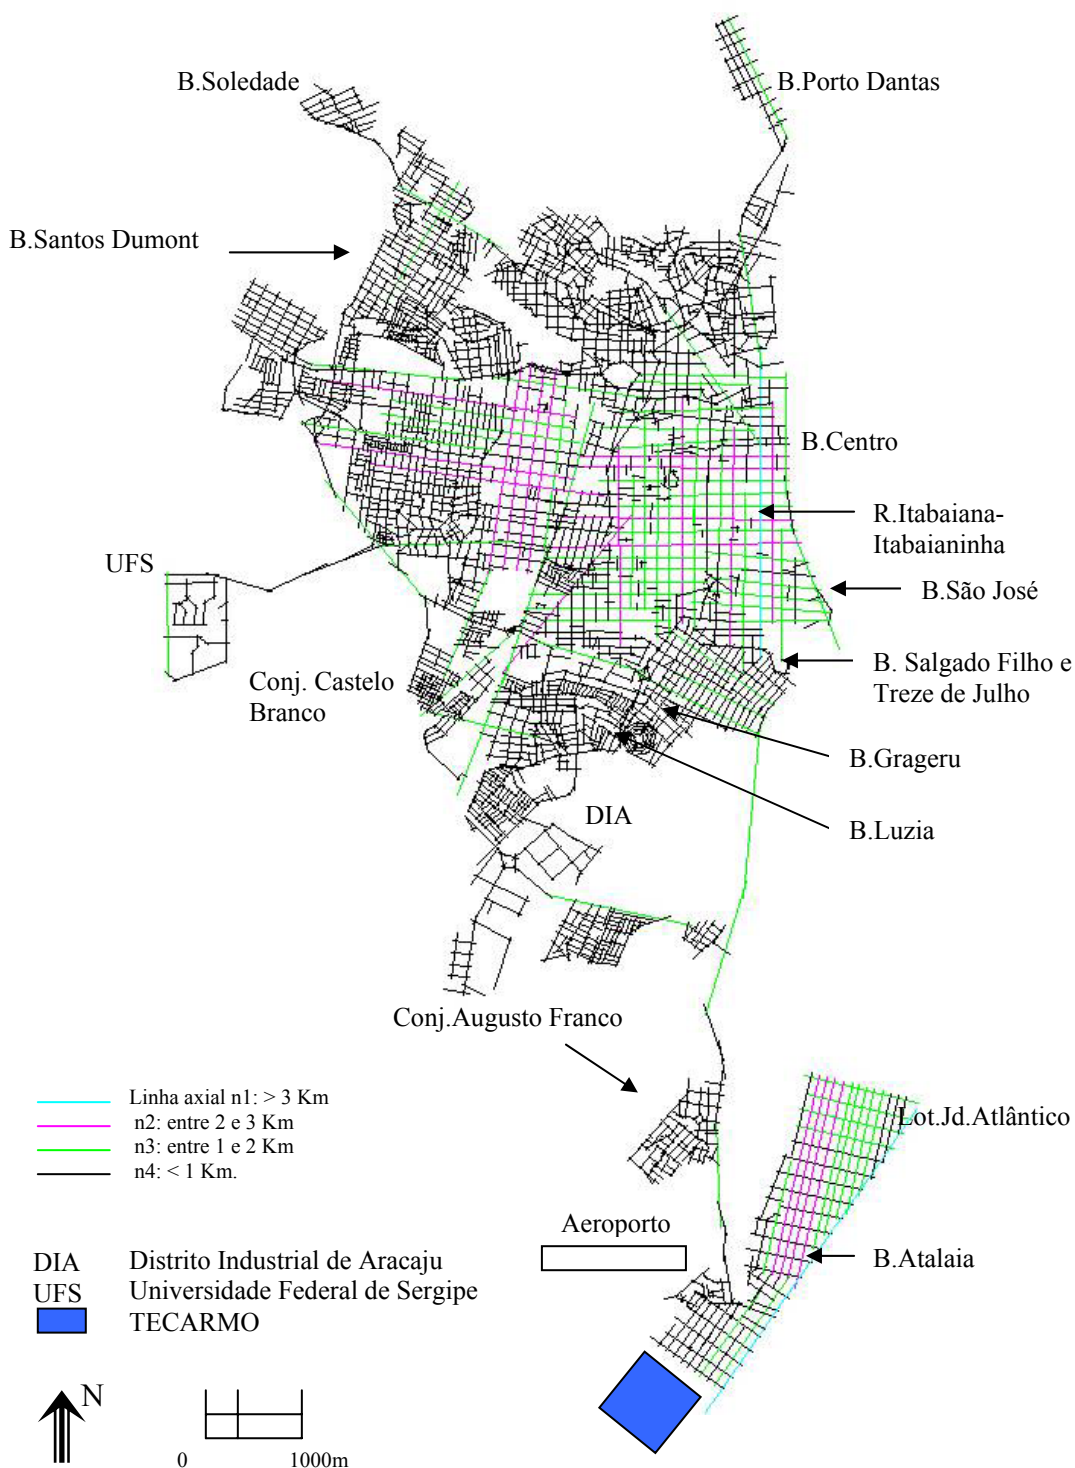 B.Soledade
B.Porto Dantas
B.Santos Dumont
B.Centro
R.Itabaiana-
Itabaianinha
UFS
B.São José
B. Salgado Filho e
Treze de Julho
Conj. Castelo
Branco
B.Grageru
DIA
B.Luzia
Conj.Augusto Franco
Linha axial n1: > 3 Km
n2: entre 2 e 3 Km
n3: entre 1 e 2 Km
n4: < 1 Km.
Lot.Jd.Atlântico
Aeroporto
B.Atalaia
DIA Distrito Industrial de Aracaju
UFS Universidade Federal de Sergipe
TECARMO
N
0 1000m